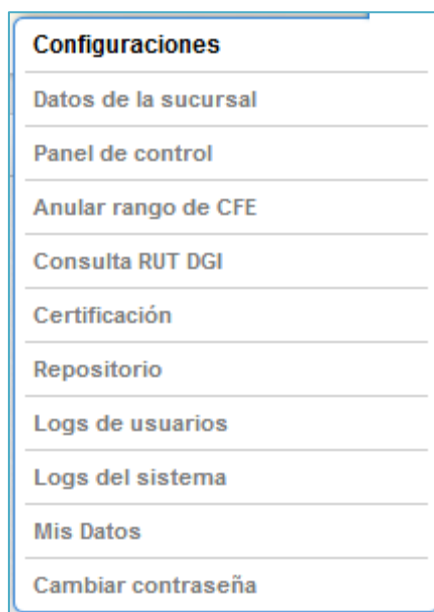 Configuraciones
Datos de la sucursal
Panel de control
Anular rango de CFE
Consulta RUT DGI
Certificación
Repositorio
Logs de usuarios
Logs del sistema
Mis Datos
Cambiar contraseña